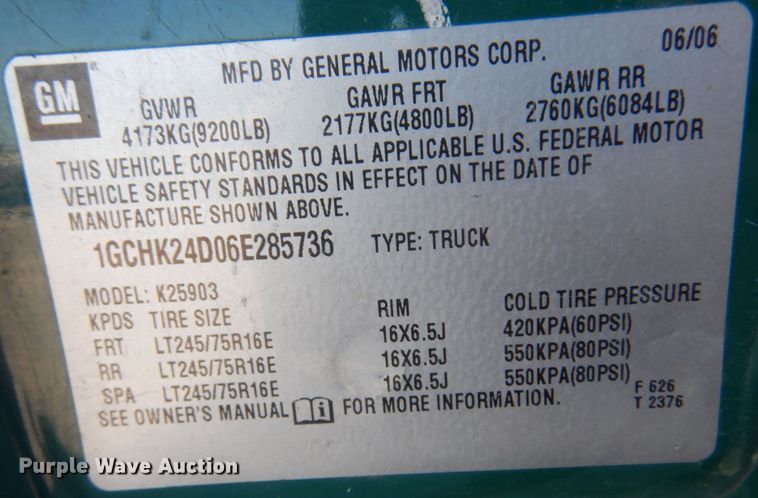 GM
MFD BY GENERAL MOTORS CORP. 06/06
GVWR GAWR FRT GAWR RR
4173KG(9200LB) 2177KG(4800LB) 2760KG(6084LB)
THIS VEHICLE CONFORMS TO ALL APPLICABLE U.S. FEDERAL MOTOR
VEHICLE SAFETY STANDARDS IN EFFECT ON THE DATE OF
MANUFACTURE SHOWN ABOVE.
1GCHK24D06E285736 TYPE: TRUCK
MODEL: K25903
KPDS TIRE SIZE RIM COLD TIRE PRESSURE
FRT LT245/75R16E 16X6.5J 420KPA(60PSI)
RR LT245/75R16E 16X6.5J 550KPA(80PSI)
SPA LT245/75R16E 16X6.5J 550KPA(80PSI)
SEE OWNER'S MANUAL i FOR MORE INFORMATION.
F 626
T 2376
Purple Wave Auction